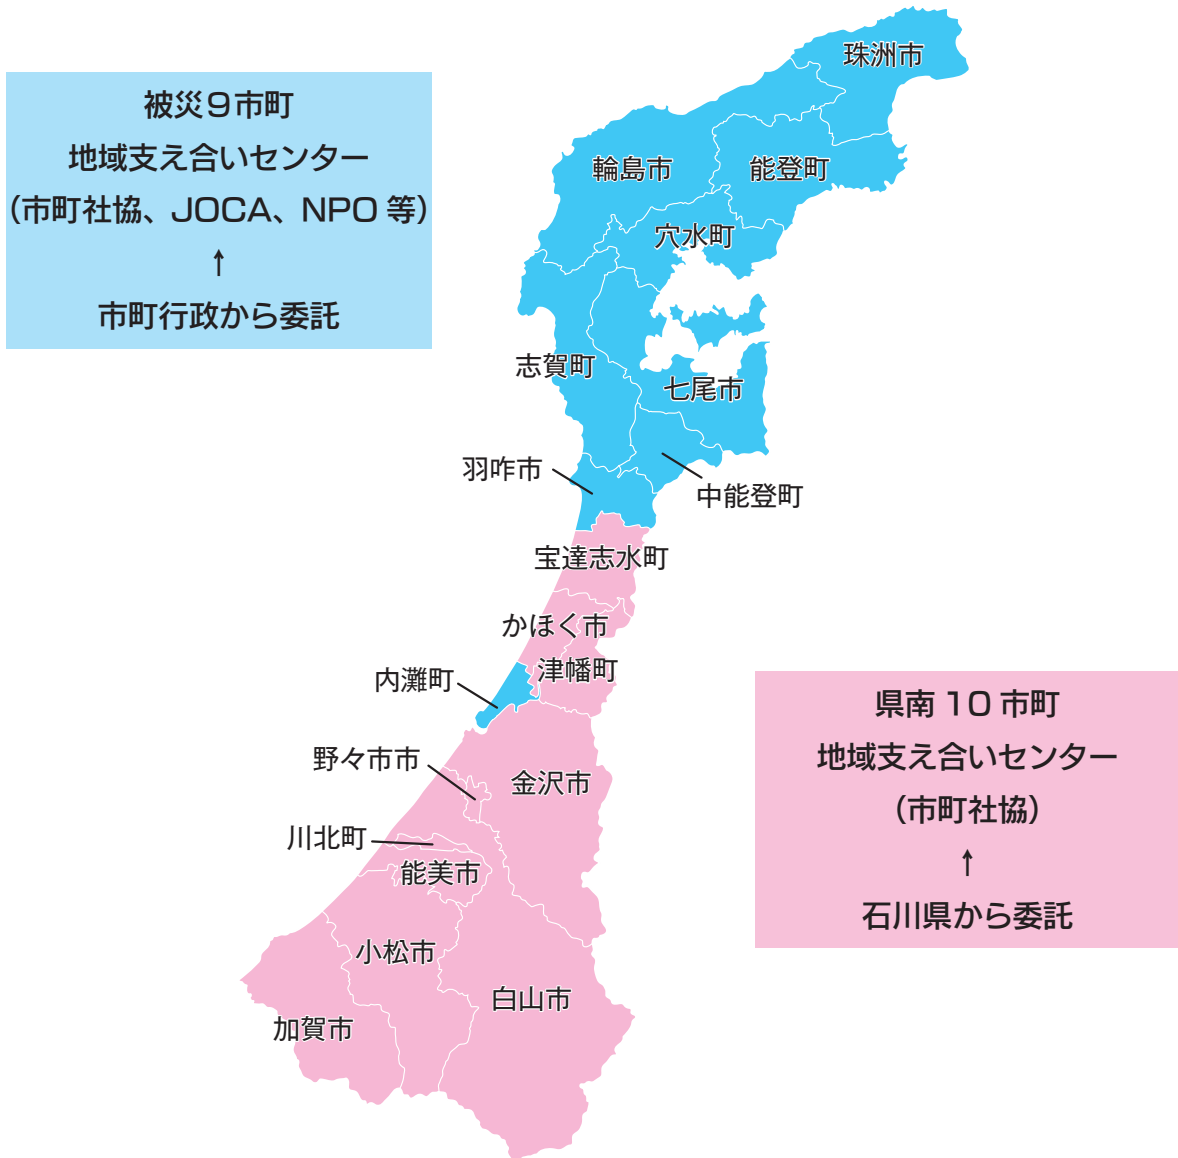 被災9市町
地域支え合いセンター
（市町社協、JOCA、NPO 等）
↑
市町行政から委託
珠洲市
輪島市
能登町
穴水町
志賀町
七尾市
羽咋市
中能登町
宝達志水町
かほく市
津幡町
内灘町
野々市市
金沢市
川北町
能美市
小松市
白山市
加賀市
県南 10 市町
地域支え合いセンター
（市町社協）
↑
石川県から委託